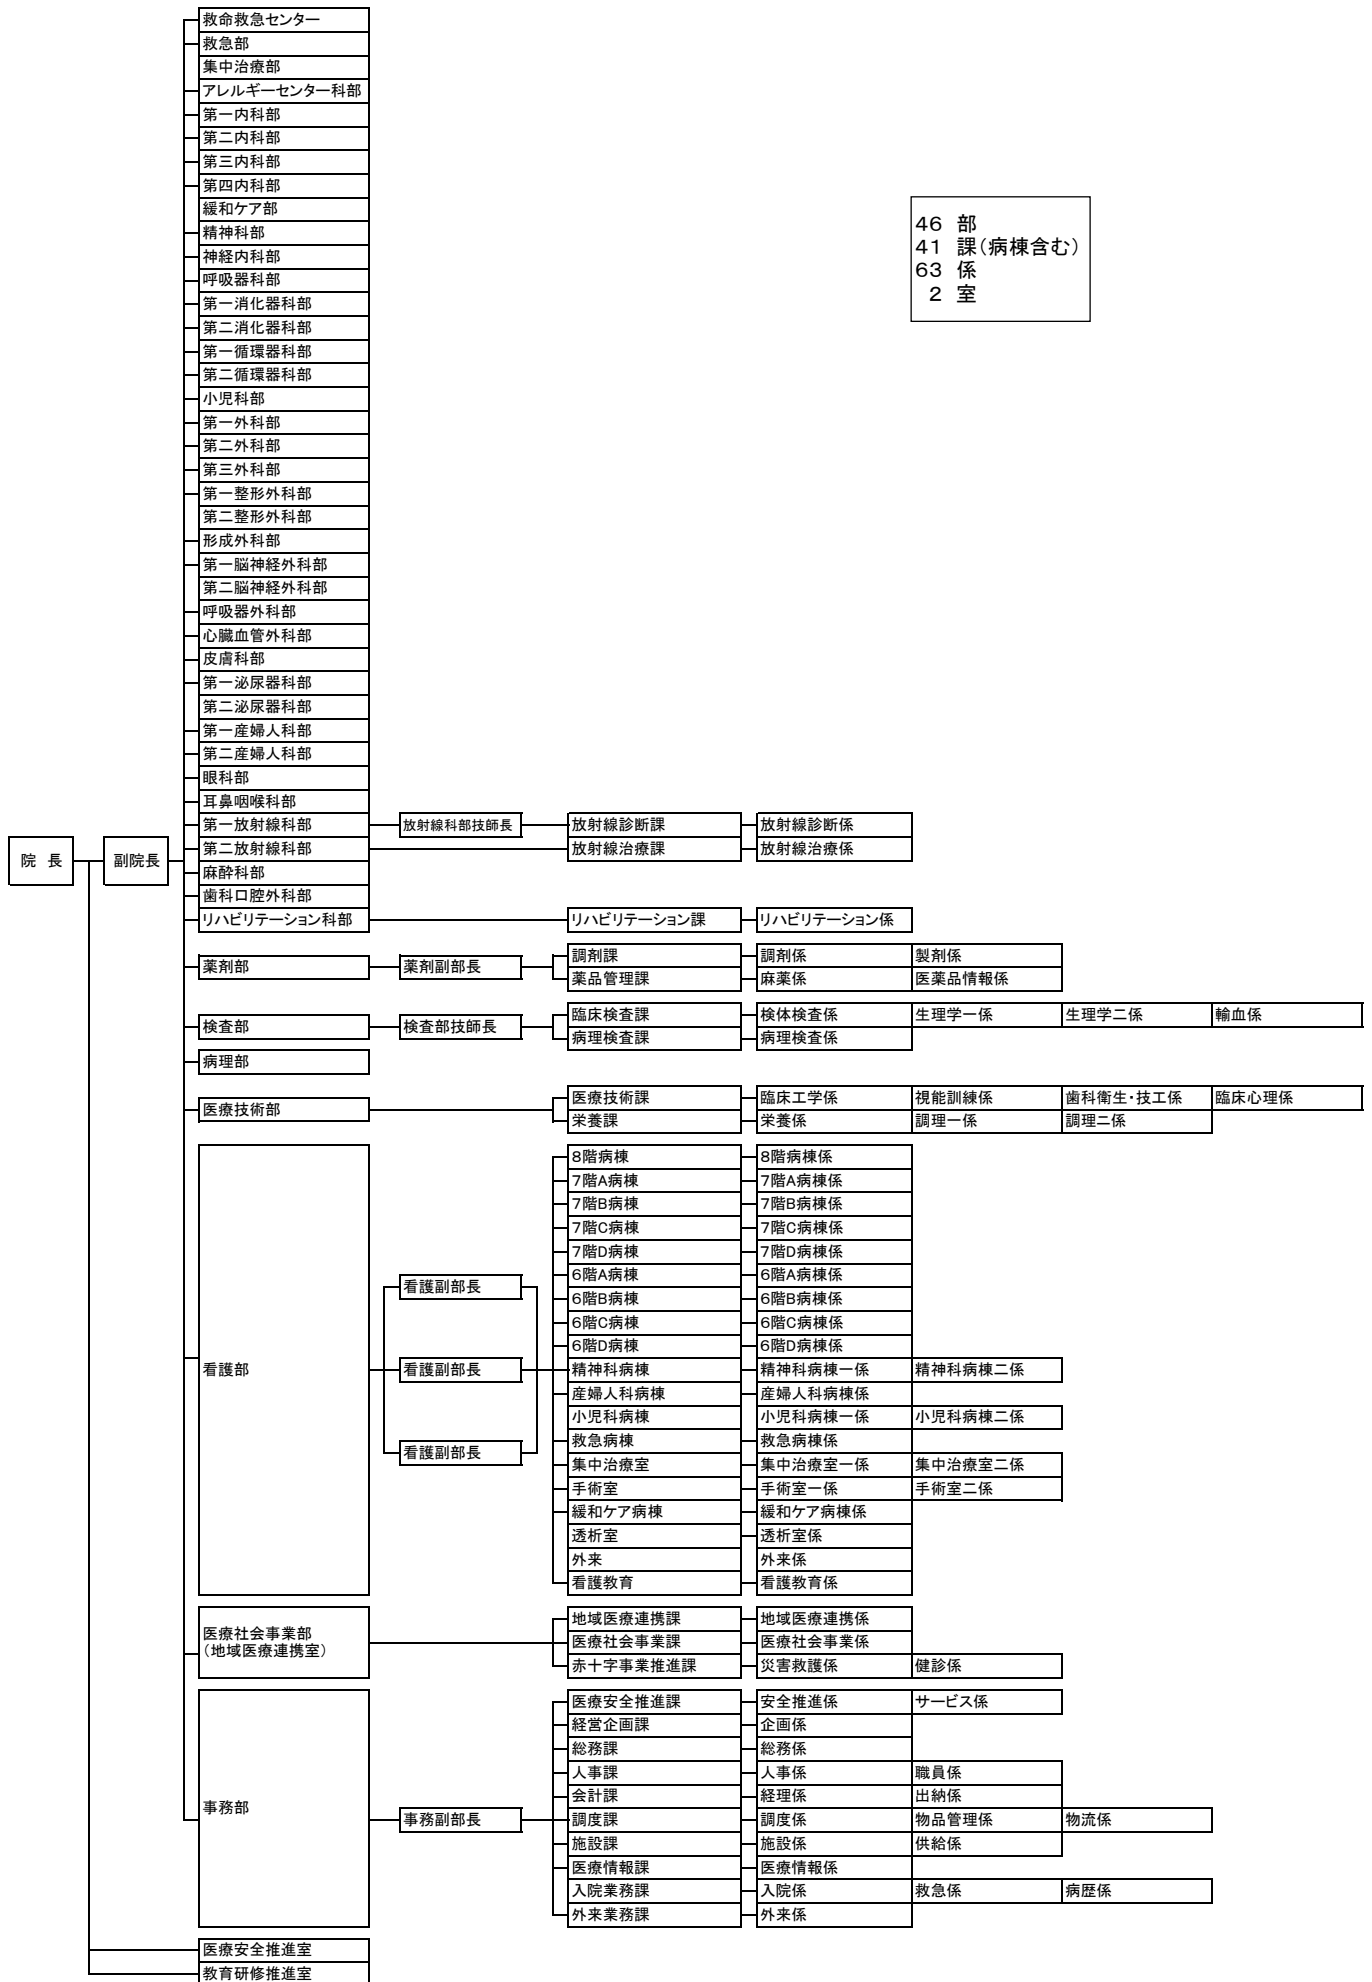 救命救急センター
救急部
集中治療部
アレルギーセンター科部
第一内科部
第二内科部
第三内科部
第四内科部
緩和ケア部
精神科部
神経内科部
呼吸器科部
第一消化器科部
第二消化器科部
第一循環器科部
第二循環器科部
小児科部
第一外科部
第二外科部
第三外科部
第一整形外科部
第二整形外科部
形成外科部
第一脳神経外科部
第二脳神経外科部
呼吸器外科部
心臓血管外科部
皮膚科部
第一泌尿器科部
第二泌尿器科部
第一産婦人科部
第二産婦人科部
眼科部
耳鼻咽喉科部
46 部
41 課(病棟含む)
63 係
2 室
院 長
副院長
第一放射線科部 放射線科部技師長 放射線診断課 放射線診断係
第二放射線科部 放射線治療課 放射線治療係
麻酔科部
歯科口腔外科部
リハビリテーション科部 リハビリテーション課 リハビリテーション係
薬剤部 薬剤副部長
調剤課 調剤係 製剤係
薬品管理課 麻薬係 医薬品情報係
検査部 検査部技師長
臨床検査課 検体検査係 生理学一係 生理学二係 輸血係
病理検査課 病理検査係
病理部
医療技術部
医療技術課 臨床工学係 視能訓練係 歯科衛生・技工係 臨床心理係
栄養課 栄養係 調理一係 調理二係
看護部
看護副部長
看護副部長
看護副部長
8階病棟 8階病棟係
7階A病棟 7階A病棟係
7階B病棟 7階B病棟係
7階C病棟 7階C病棟係
7階D病棟 7階D病棟係
6階A病棟 6階A病棟係
6階B病棟 6階B病棟係
6階C病棟 6階C病棟係
6階D病棟 6階D病棟係
精神科病棟 精神科病棟一係 精神科病棟二係
産婦人科病棟 産婦人科病棟係
小児科病棟 小児科病棟一係 小児科病棟二係
救急病棟 救急病棟係
集中治療室 集中治療室一係 集中治療室二係
手術室 手術室一係 手術室二係
緩和ケア病棟 緩和ケア病棟係
透析室 透析室係
外来 外来係
看護教育 看護教育係
医療社会事業部
(地域医療連携室)
地域医療連携課 地域医療連携係
医療社会事業課 医療社会事業係
赤十字事業推進課 災害救護係 健診係
事務部 事務副部長
医療安全推進課 安全推進係 サービス係
経営企画課 企画係
総務課 総務係
人事課 人事係 職員係
会計課 経理係 出納係
調度課 調度係 物品管理係 物流係
施設課 施設係 供給係
医療情報課 医療情報係
入院業務課 入院係 救急係 病歴係
外来業務課 外来係
医療安全推進室
教育研修推進室